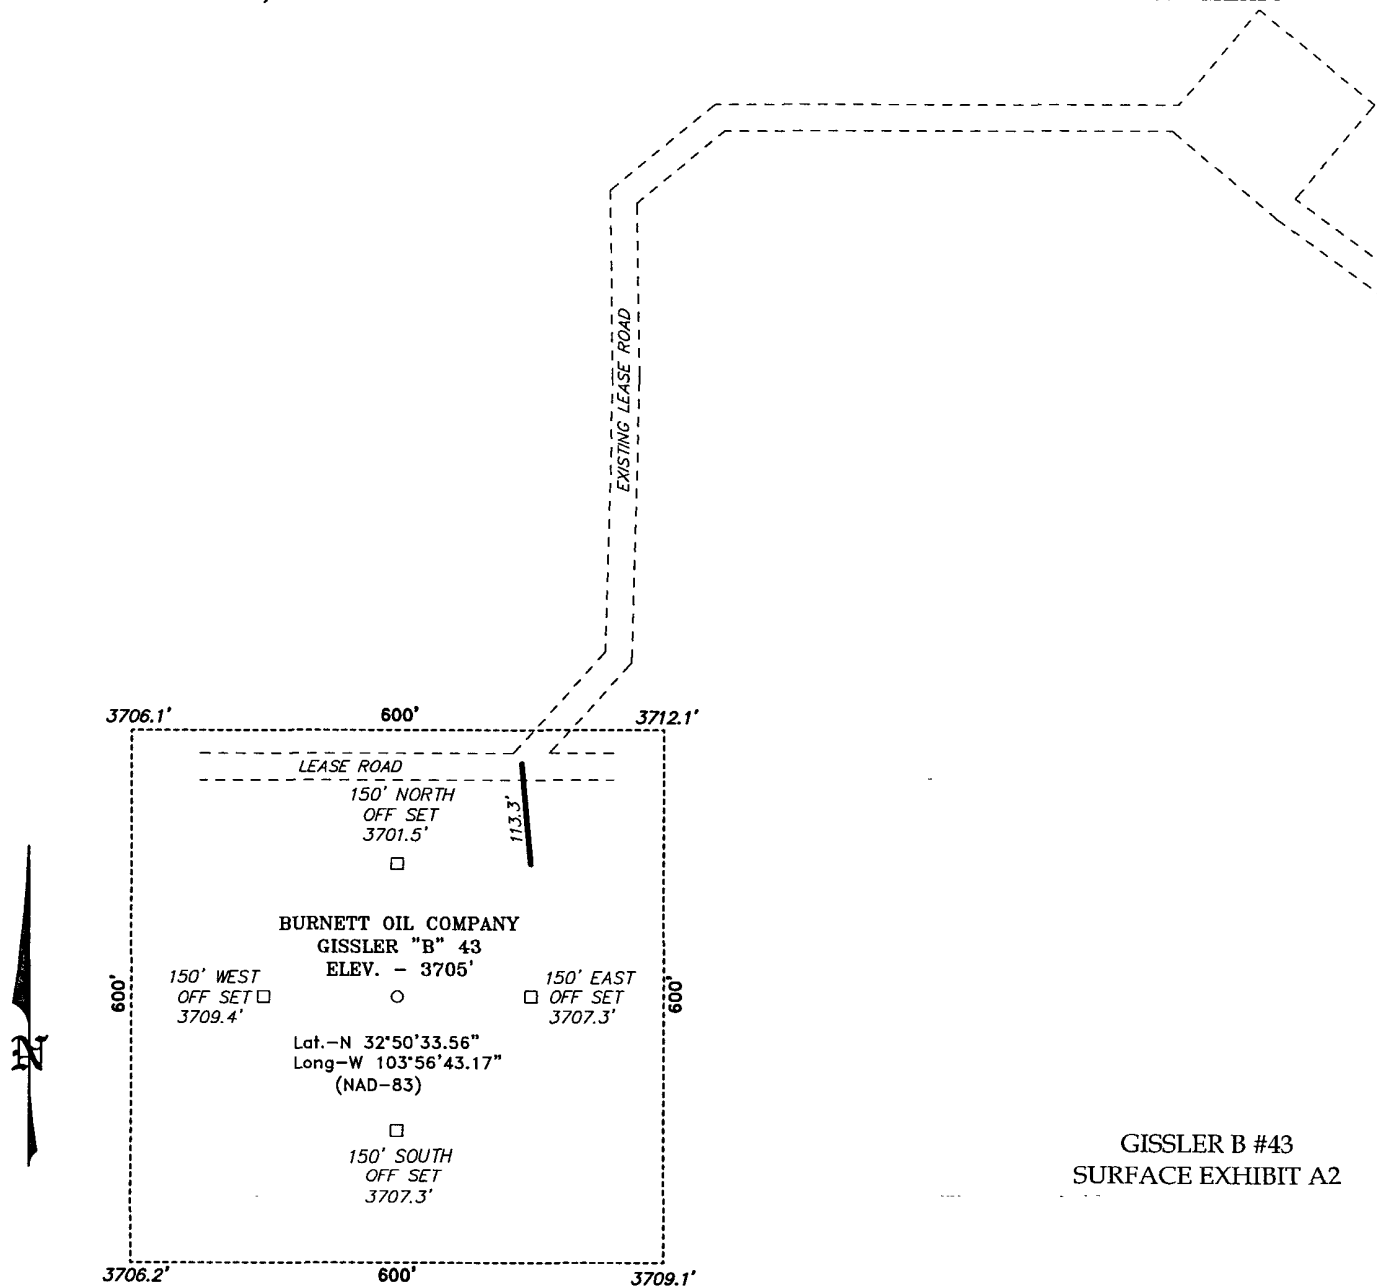 EXISTING LEASE ROAD
3706.1'
600'
3712.1'
LEASE ROAD
150' NORTH
OFF SET
3701.5'
113.3'
BURNETT OIL COMPANY
GISSLER "B" 43
ELEV. - 3705'
600'
150' WEST
OFF SET
3709.4'
150' EAST
OFF SET
3707.3'
600'
Lat.-N 32°50'33.56"
Long-W 103°56'43.17"
(NAD-83)
N
150' SOUTH
OFF SET
3707.3'
3706.2'
600'
3709.1'
GISSLER B #43
SURFACE EXHIBIT A2